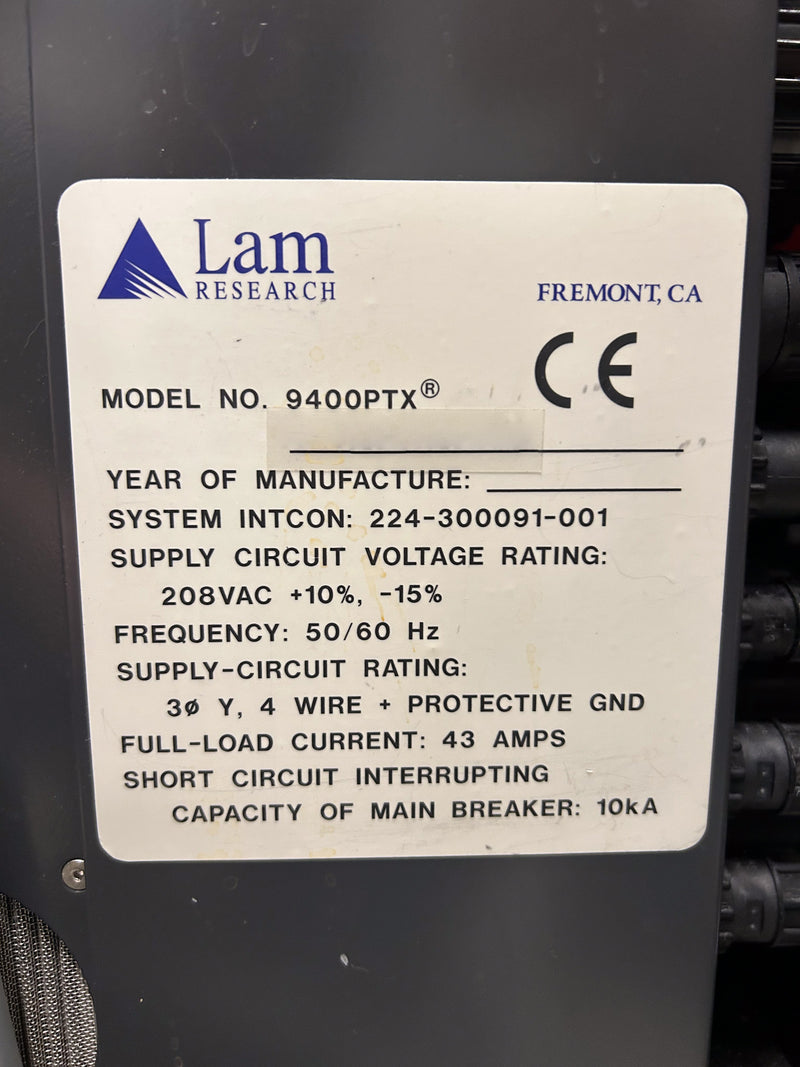 Lam
RESEARCH
FREMONT, CA
CE
MODEL NO. 9400PTX®
YEAR OF MANUFACTURE:
SYSTEM INTCON: 224-300091-001
SUPPLY CIRCUIT VOLTAGE RATING:
208VAC +10%, -15%
FREQUENCY: 50/60 Hz
SUPPLY-CIRCUIT RATING:
3ø Y, 4 WIRE + PROTECTIVE GND
FULL-LOAD CURRENT: 43 AMPS
SHORT CIRCUIT INTERRUPTING
CAPACITY OF MAIN BREAKER: 10kA